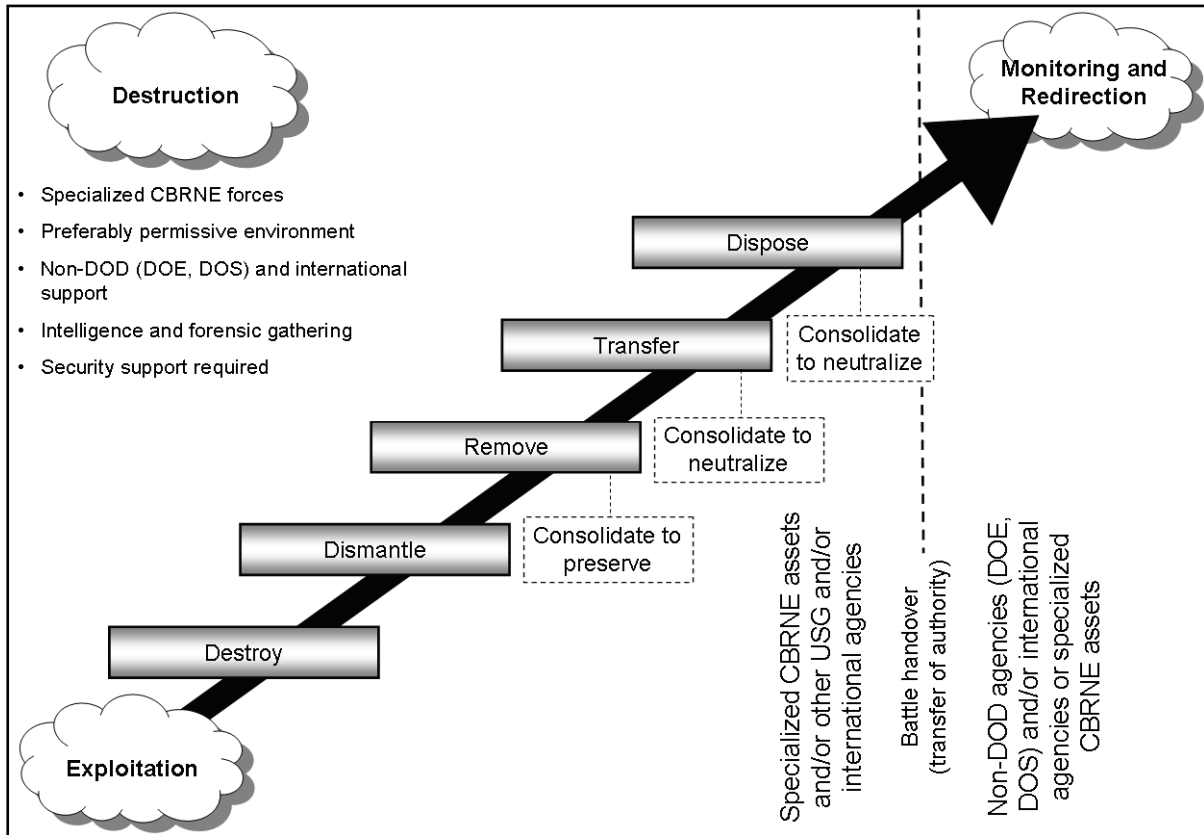 Destruction
Monitoring and
Redirection
• Specialized CBRNE forces
• Preferably permissive environment
• Non-DOD (DOE, DOS) and international
support
• Intelligence and forensic gathering
• Security support required
Dispose
Consolidate
to neutralize
Transfer
Consolidate to
neutralize
Remove
Consolidate to
preserve
Dismantle
Destroy
Exploitation
Specialized CBRNE assets
and/or other USG and/or
international agencies
Battle handover
(transfer of authority)
Non-DOD agencies (DOE,
DOS) and/or international
agencies or specialized
CBRNE assets